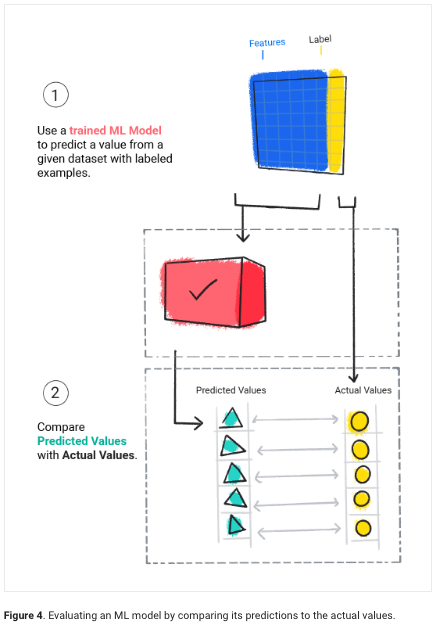 Features
Label
1
Use a trained ML Model
to predict a value from a
given dataset with labeled
examples.
2
Compare
Predicted Values
with Actual Values.
Predicted Values
Actual Values
Figure 4. Evaluating an ML model by comparing its predictions to the actual values.